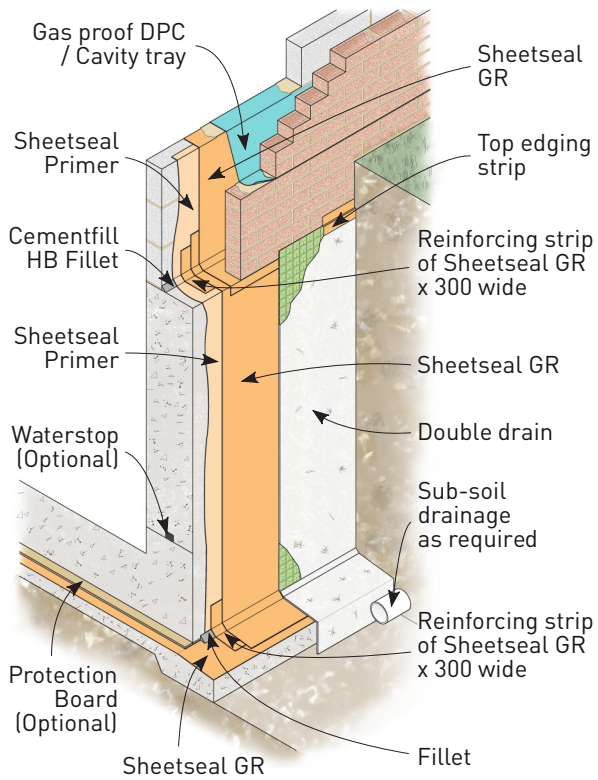 Gas proof DPC
/ Cavity tray
Sheetseal
GR
Sheetseal
Primer
Top edging
strip
Cementfill
HB Fillet
Reinforcing strip
of Sheetseal GR
x 300 wide
Sheetseal
Primer
Sheetseal GR
Waterstop
(Optional)
Double drain
Sub-soil
drainage
as required
Reinforcing strip
of Sheetseal GR
x 300 wide
Protection
Board
(Optional)
Sheetseal GR
Fillet